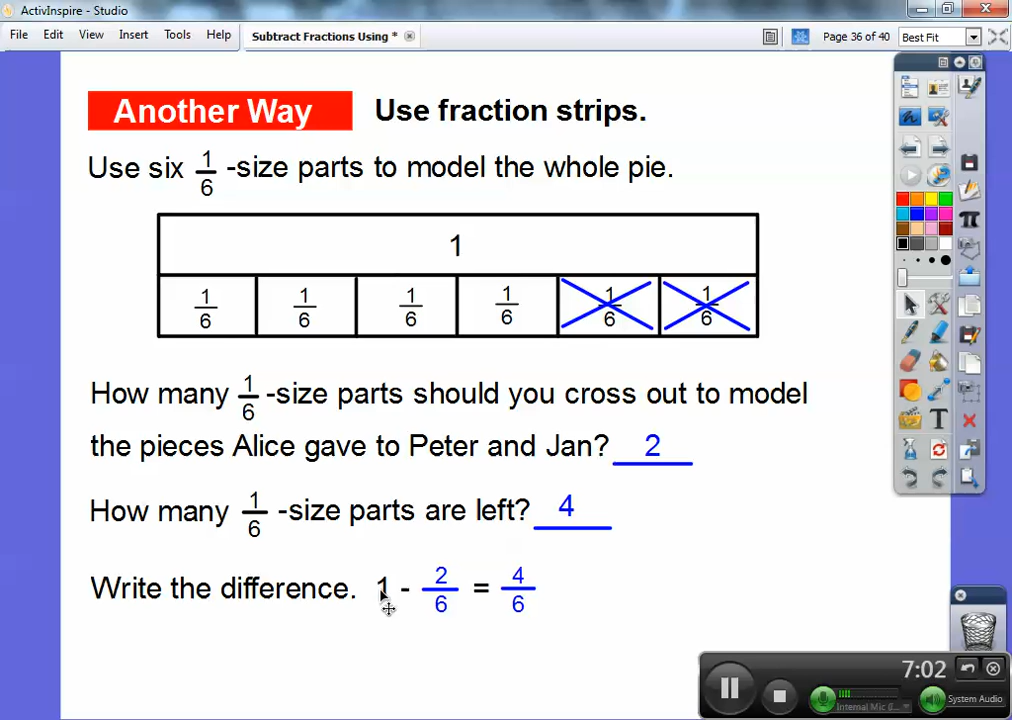 ActivInspire - Studio
File Edit View Insert Tools Help
Subtract Fractions Using *
Page 36 of 40
Best Fit
Another Way Use fraction strips.
Use six 1/6 -size parts to model the whole pie.
1
1/6 1/6 1/6 1/6 1/6 1/6
How many 1/6 -size parts should you cross out to model
the pieces Alice gave to Peter and Jan? 2
How many 1/6 -size parts are left? 4
Write the difference. 1 - 2/6 = 4/6
7:02
Internal Mic (I...
System Audio